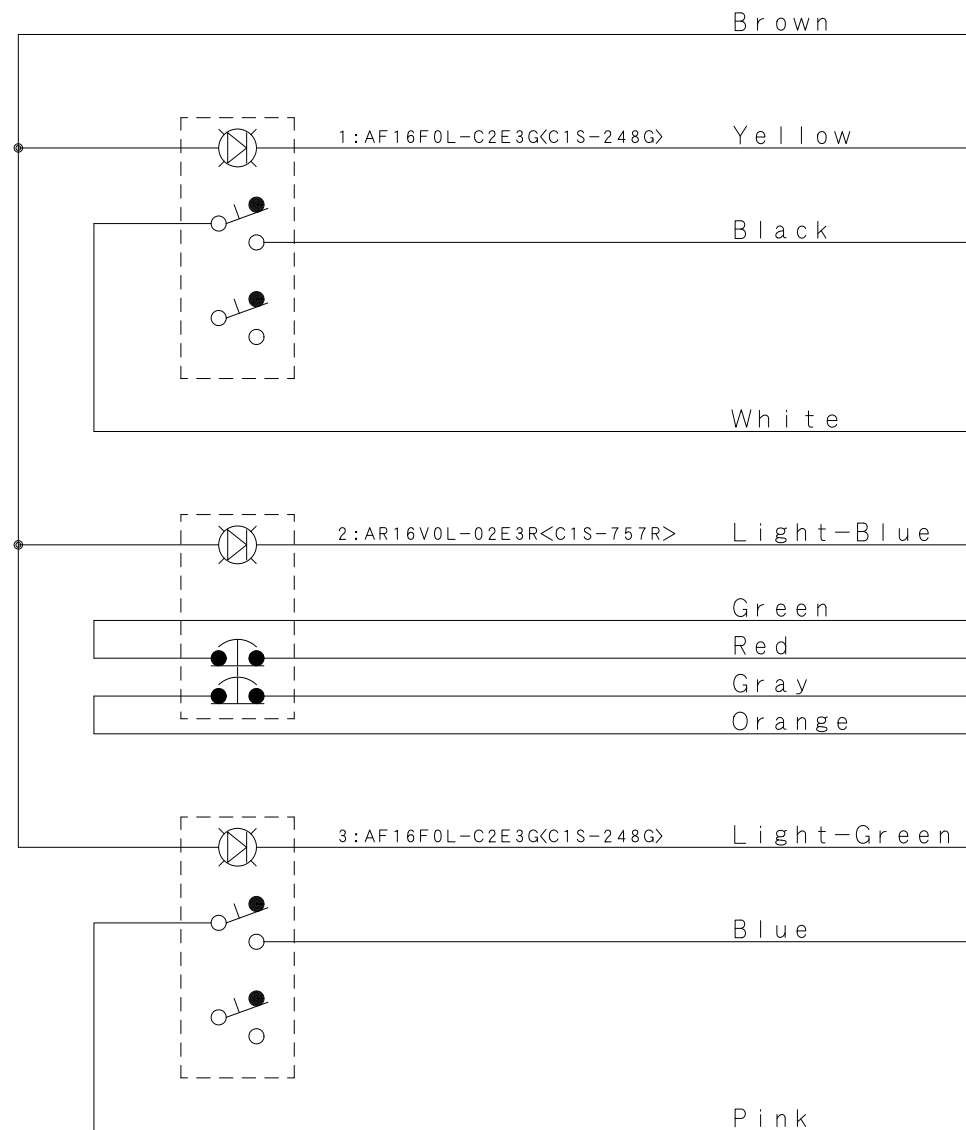 Brown
1:AF16F0L-C2E3G<C1S-248G> Yellow
Black
White
2:AR16V0L-02E3R<C1S-757R> Light-Blue
Green
Red
Gray
Orange
3:AF16F0L-C2E3G<C1S-248G> Light-Green
Blue
Pink